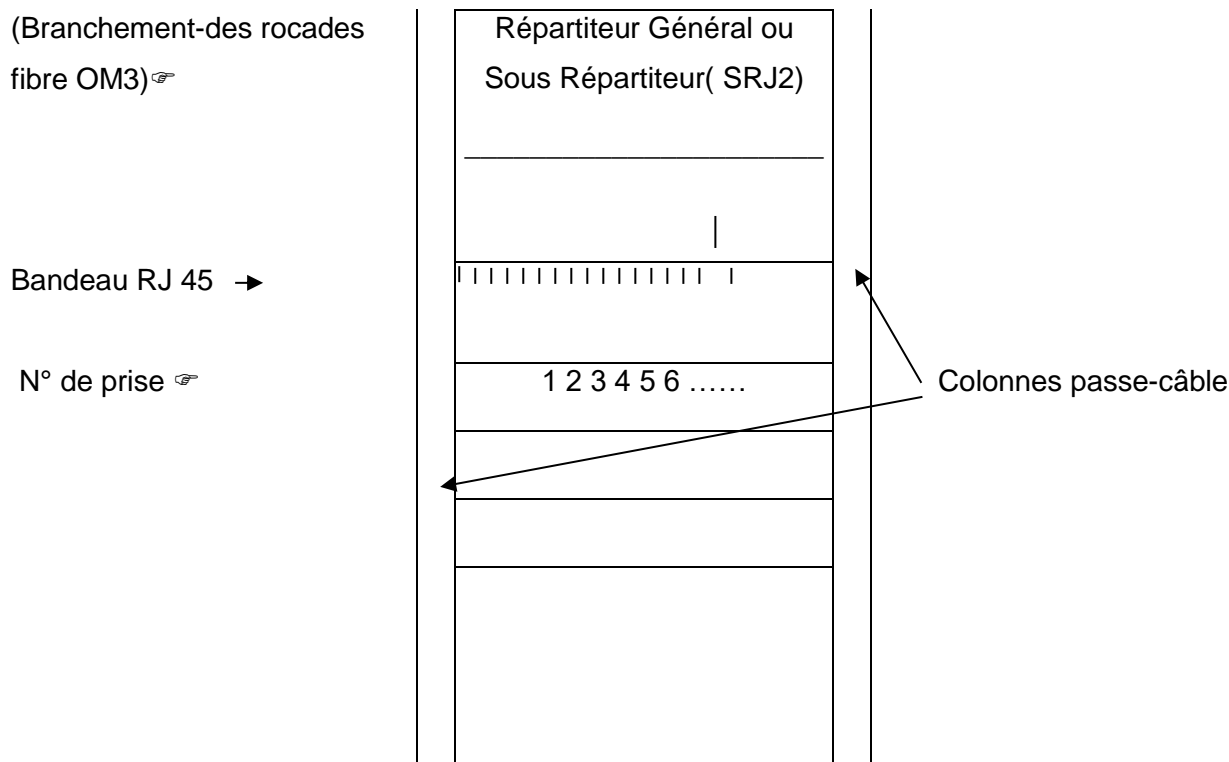 (Branchement-des rocades
fibre OM3)☞
Répartiteur Général ou
Sous Répartiteur( SRJ2)
Bandeau RJ 45
N° de prise ☞
1 2 3 4 5 6 ……
Colonnes passe-câble